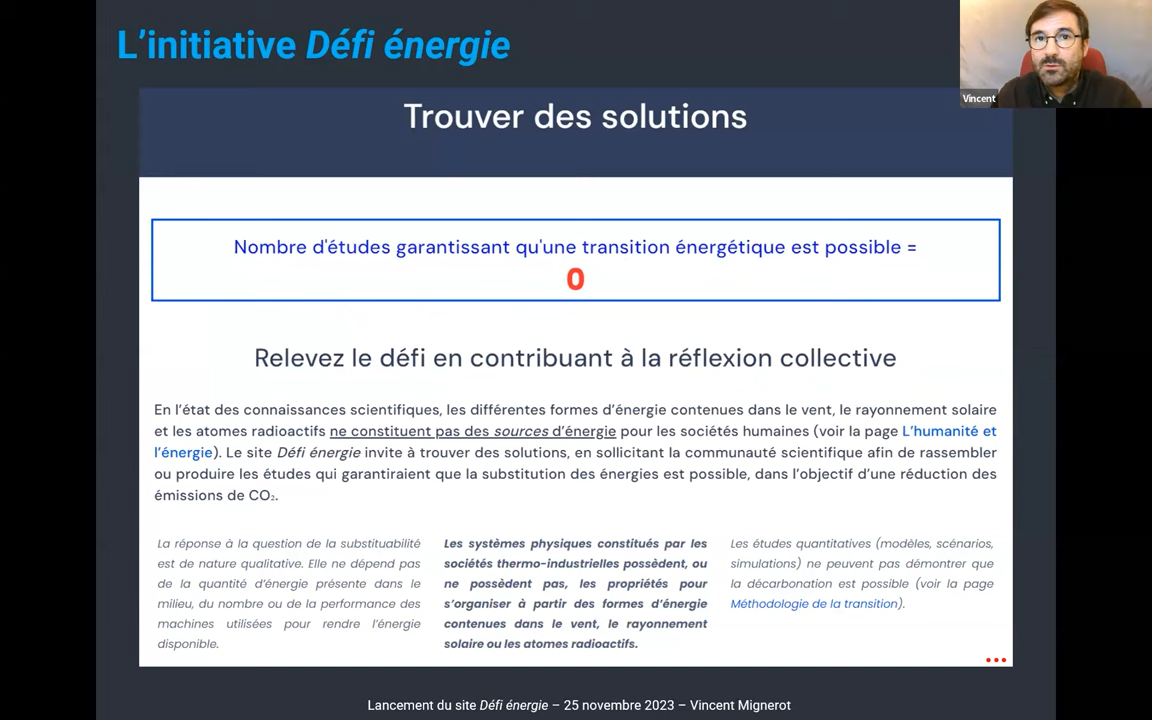 L'initiative Défi énergie
Vincent
Trouver des solutions
Nombre d'études garantissant qu'une transition énergétique est possible =
0
Relevez le défi en contribuant à la réflexion collective
En l'état des connaissances scientifiques, les différentes formes d'énergie contenues dans le vent, le rayonnement solaire
et les atomes radioactifs ne constituent pas des sources d'énergie pour les sociétés humaines (voir la page L'humanité et
l'énergie). Le site Défi énergie invite à trouver des solutions, en sollicitant la communauté scientifique afin de rassembler
ou produire les études qui garantiraient que la substitution des énergies est possible, dans l'objectif d'une réduction des
émissions de CO₂.
La réponse à la question de la substituabilité
est de nature qualitative. Elle ne dépend pas
de la quantité d'énergie présente dans le
milieu, du nombre ou de la performance des
machines utilisées pour rendre l'énergie
disponible.
Les systèmes physiques constitués par les
sociétés thermo-industrielles possèdent, ou
ne possèdent pas, les propriétés pour
s'organiser à partir des formes d'énergie
contenues dans le vent, le rayonnement
solaire ou les atomes radioactifs.
Les études quantitatives (modèles, scénarios,
simulations) ne peuvent pas démontrer que
la décarbonation est possible (voir la page
Méthodologie de la transition).
Lancement du site Défi énergie – 25 novembre 2023 – Vincent Mignerot